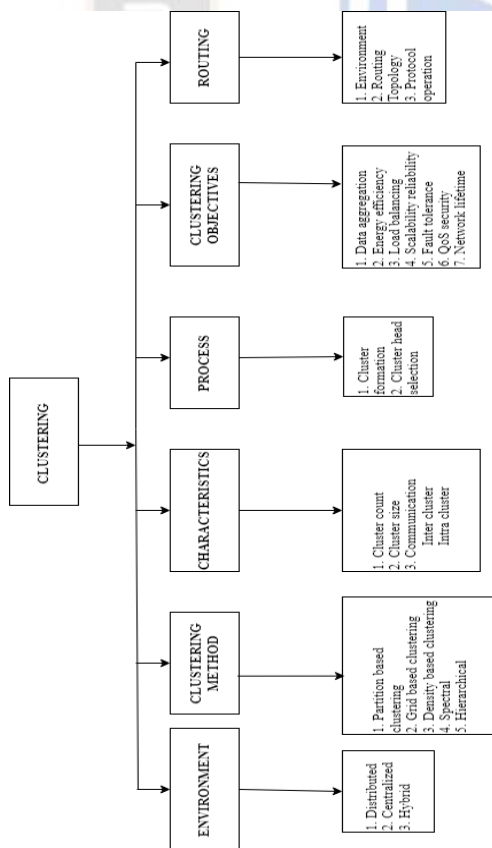 CLUSTERING
ENVIRONMENT
CLUSTERING
METHOD
CHARACTERISTICS
PROCESS
CLUSTERING
OBJECTIVES
ROUTING
1. Distributed
2. Centralized
3. Hybrid
1. Partition based
clustering
2. Grid based clustering
3. Density based clustering
4. Spectral
5. Hierarchical
1. Cluster count
2. Cluster size
3. Communication
Inter cluster
Intra cluster
1. Cluster
formation
2. Cluster head
selection
1. Data aggregation
2. Energy efficiency
3. Load balancing
4. Scalability reliability
5. Fault tolerance
6. QoS security
7. Network lifetime
1. Environment
2. Routing
Topology
3. Protocol
operation